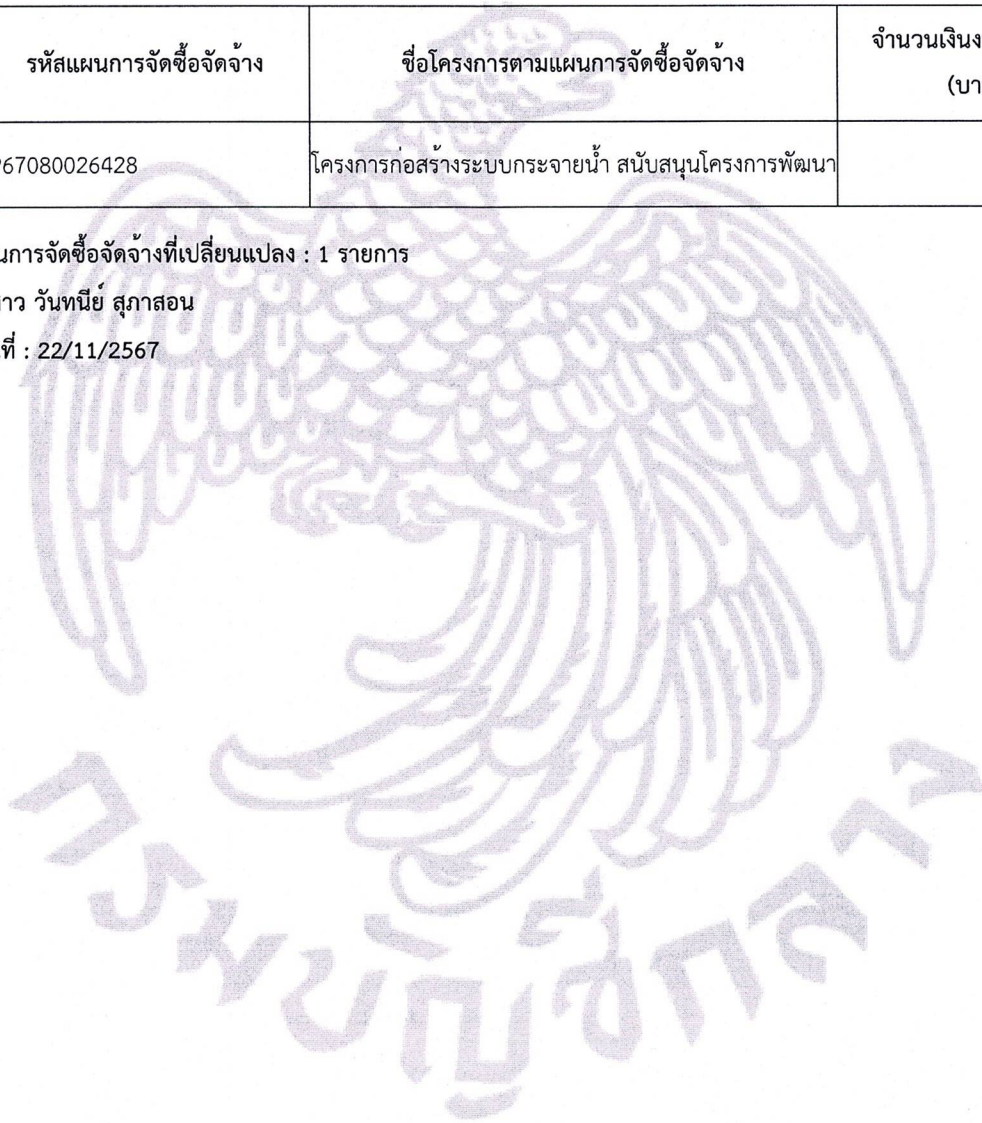 รหัสแผนการจัดซื้อจัดจ้าง
ชื่อโครงการตามแผนการจัดซื้อจัดจ้าง
จำนวนเงินง
(บา
67080026428
โครงการก่อสร้างระบบกระจายน้ำ สนับสนุนโครงการพัฒนา
นการจัดซื้อจัดจ้างที่เปลี่ยนแปลง : 1 รายการ
าว วันทนีย์ สุภาสอน
ที่ : 22/11/2567
กรมบัญชีกลาง